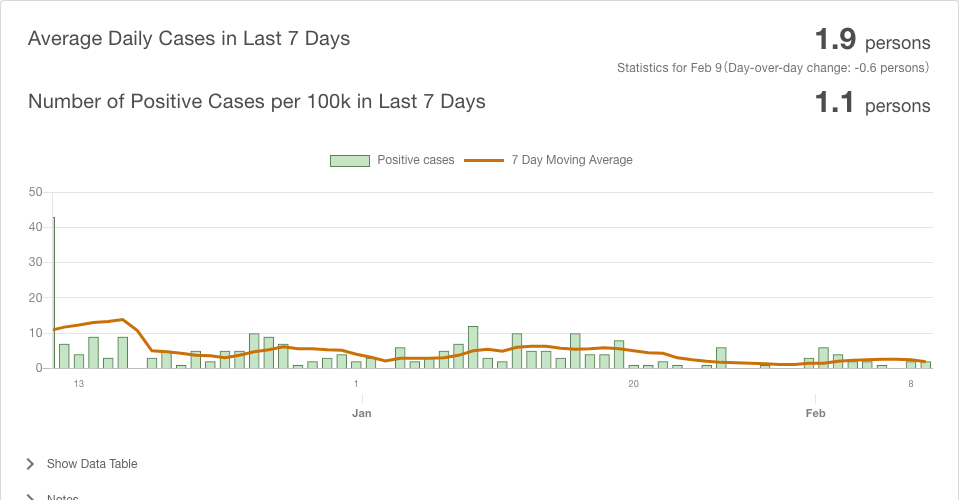 Average Daily Cases in Last 7 Days
1.9 persons
Statistics for Feb 9(Day-over-day change: -0.6 persons)
Number of Positive Cases per 100k in Last 7 Days
1.1 persons
Positive cases
7 Day Moving Average
50
40
30
20
10
0
13
1
20
8
Jan
Feb
Show Data Table
Notes